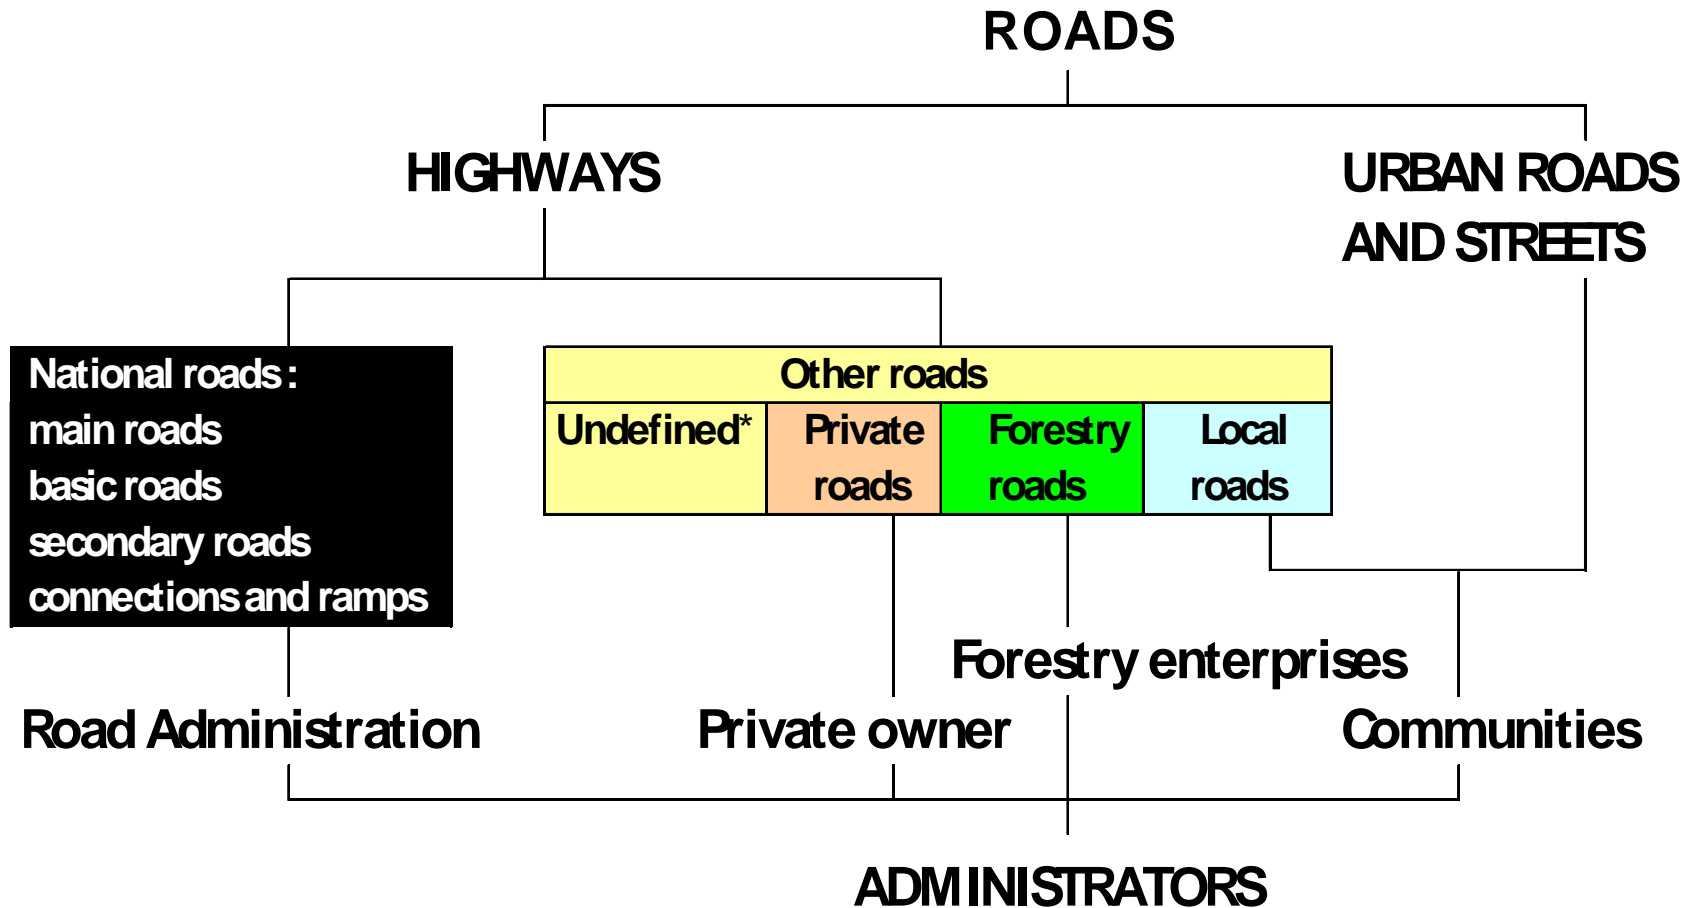 ROADS
HIGHWAYS
URBAN ROADS
AND STREETS
National roads:
main roads
basic roads
secondary roads
connections and ramps
Other roads
Undefined*
Private
roads
Forestry
roads
Local
roads
Forestry enterprises
Road Administration
Private owner
Communities
ADMINISTRATORS